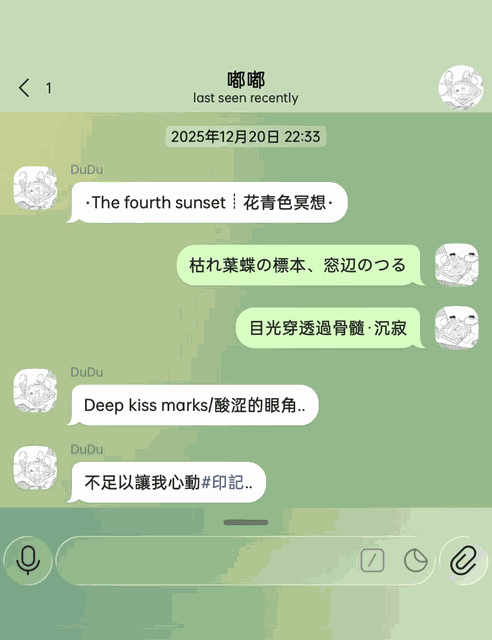 1
嘟嘟
last seen recently
2025年12月20日 22:33
DuDu
·The fourth sunset ┊ 花青色冥想·
枯れ葉蝶の標本、窓辺のつる
目光穿透過骨髓·沉寂
DuDu
Deep kiss marks/酸涩的眼角..
DuDu
不足以讓我心動#印記..